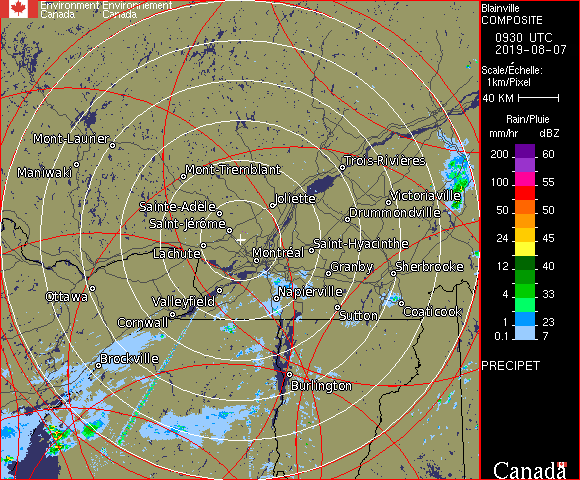 Environment Environnement
Canada Canada
Blainville
COMPOSITE
0930 UTC
2019-08-07
Scale/Échelle:
1km/Pixel
40 KM
Rain/Pluie
mm/hr dBZ
200 60
150 57
100 55
50 50
24 45
12 40
4 33
1 23
0.1 7
PRECIPET
Canada
Mont-Laurier
Maniwaki
Mont-Tremblant
Trois-Rivières
Joliette
Victoriaville
Sainte-Adèle
Drummondville
Saint-Jérôme
Saint-Hyacinthe
Lachute
Montréal
Granby
Sherbrooke
Ottawa
Valleyfield
Napierville
Cornwall
Sutton
Coaticook
Brockville
Burlington